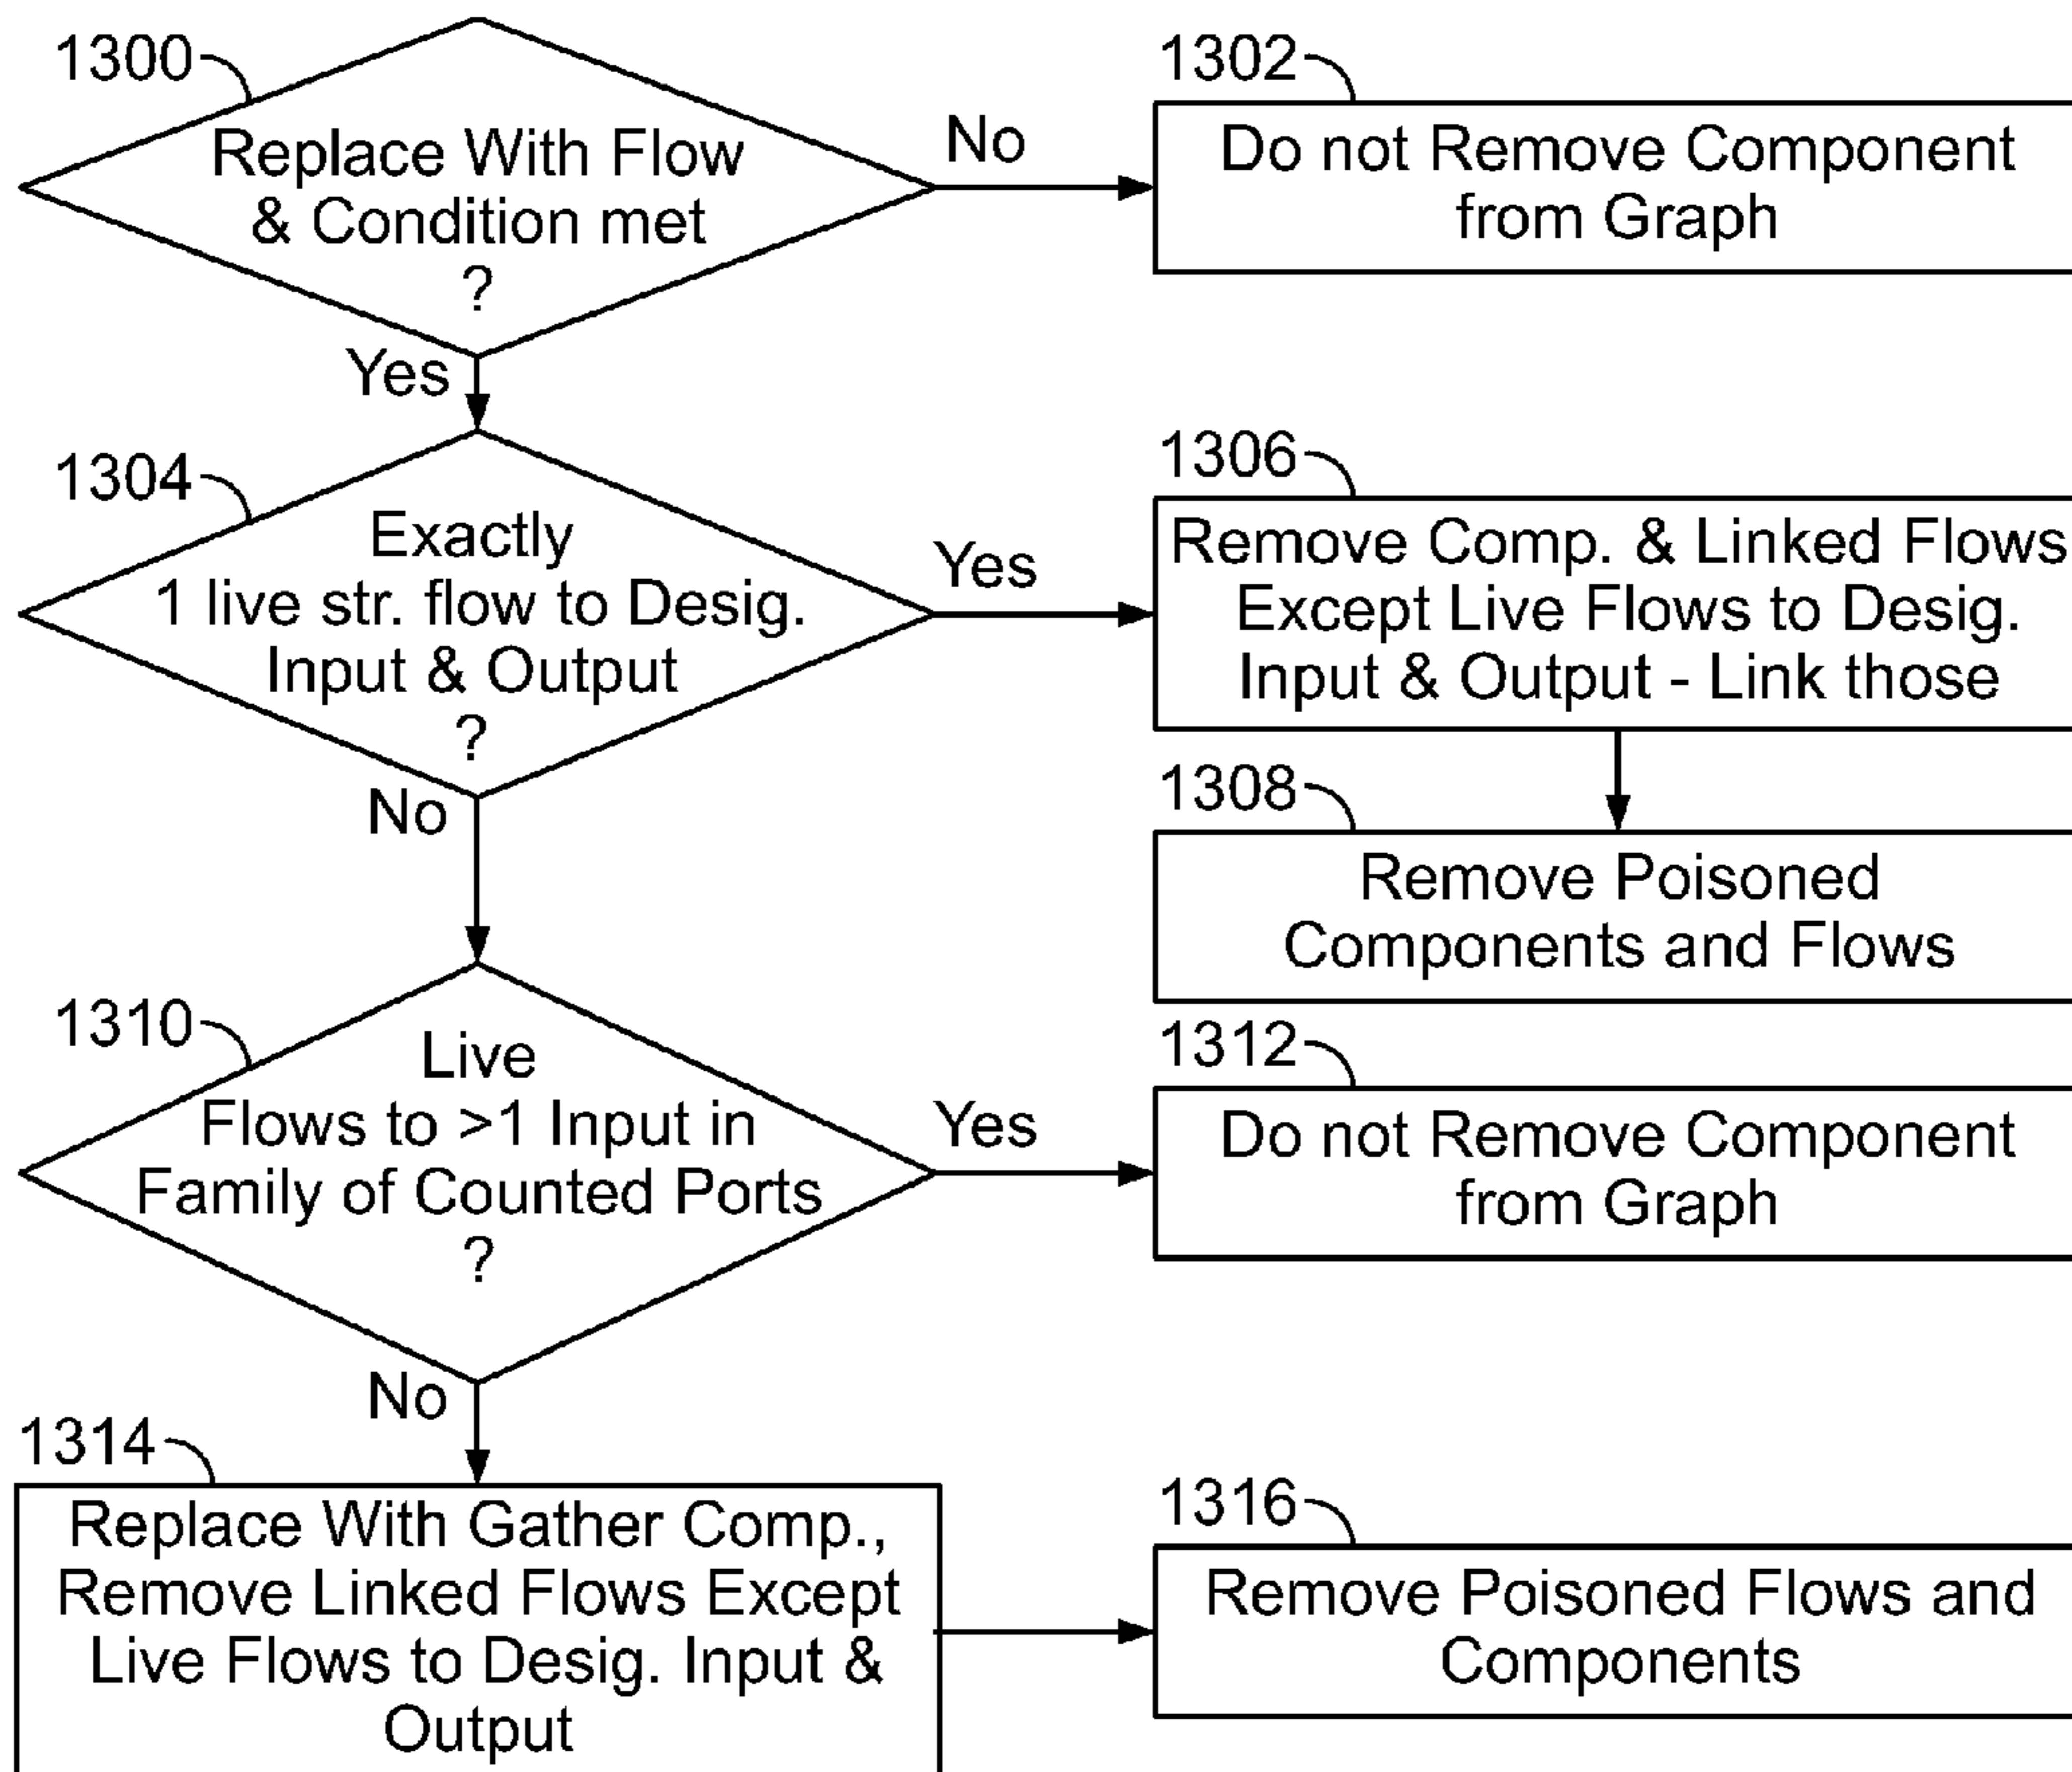 1300
Replace With Flow
& Condition met
?
No
1302
Do not Remove Component
from Graph
Yes
1304
Exactly
1 live str. flow to Desig.
Input & Output
?
Yes
1306
Remove Comp. & Linked Flows
Except Live Flows to Desig.
Input & Output - Link those
1308
Remove Poisoned
Components and Flows
No
1310
Live
Flows to >1 Input in
Family of Counted Ports
?
Yes
1312
Do not Remove Component
from Graph
No
1314
Replace With Gather Comp.,
Remove Linked Flows Except
Live Flows to Desig. Input &
Output
1316
Remove Poisoned Flows and
Components